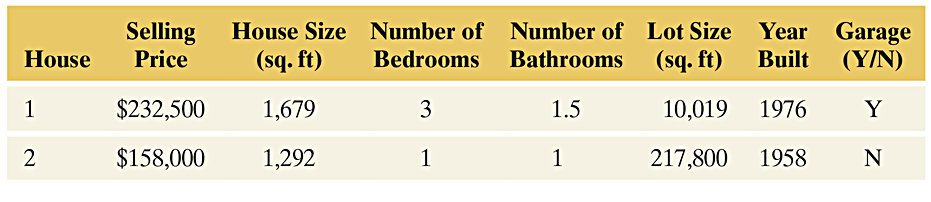 House Selling Price House Size (sq. ft) Number of Bedrooms Number of Bathrooms Lot Size (sq. ft) Year Built Garage (Y/N)
1 $232,500 1,679 3 1.5 10,019 1976 Y
2 $158,000 1,292 1 1 217,800 1958 N